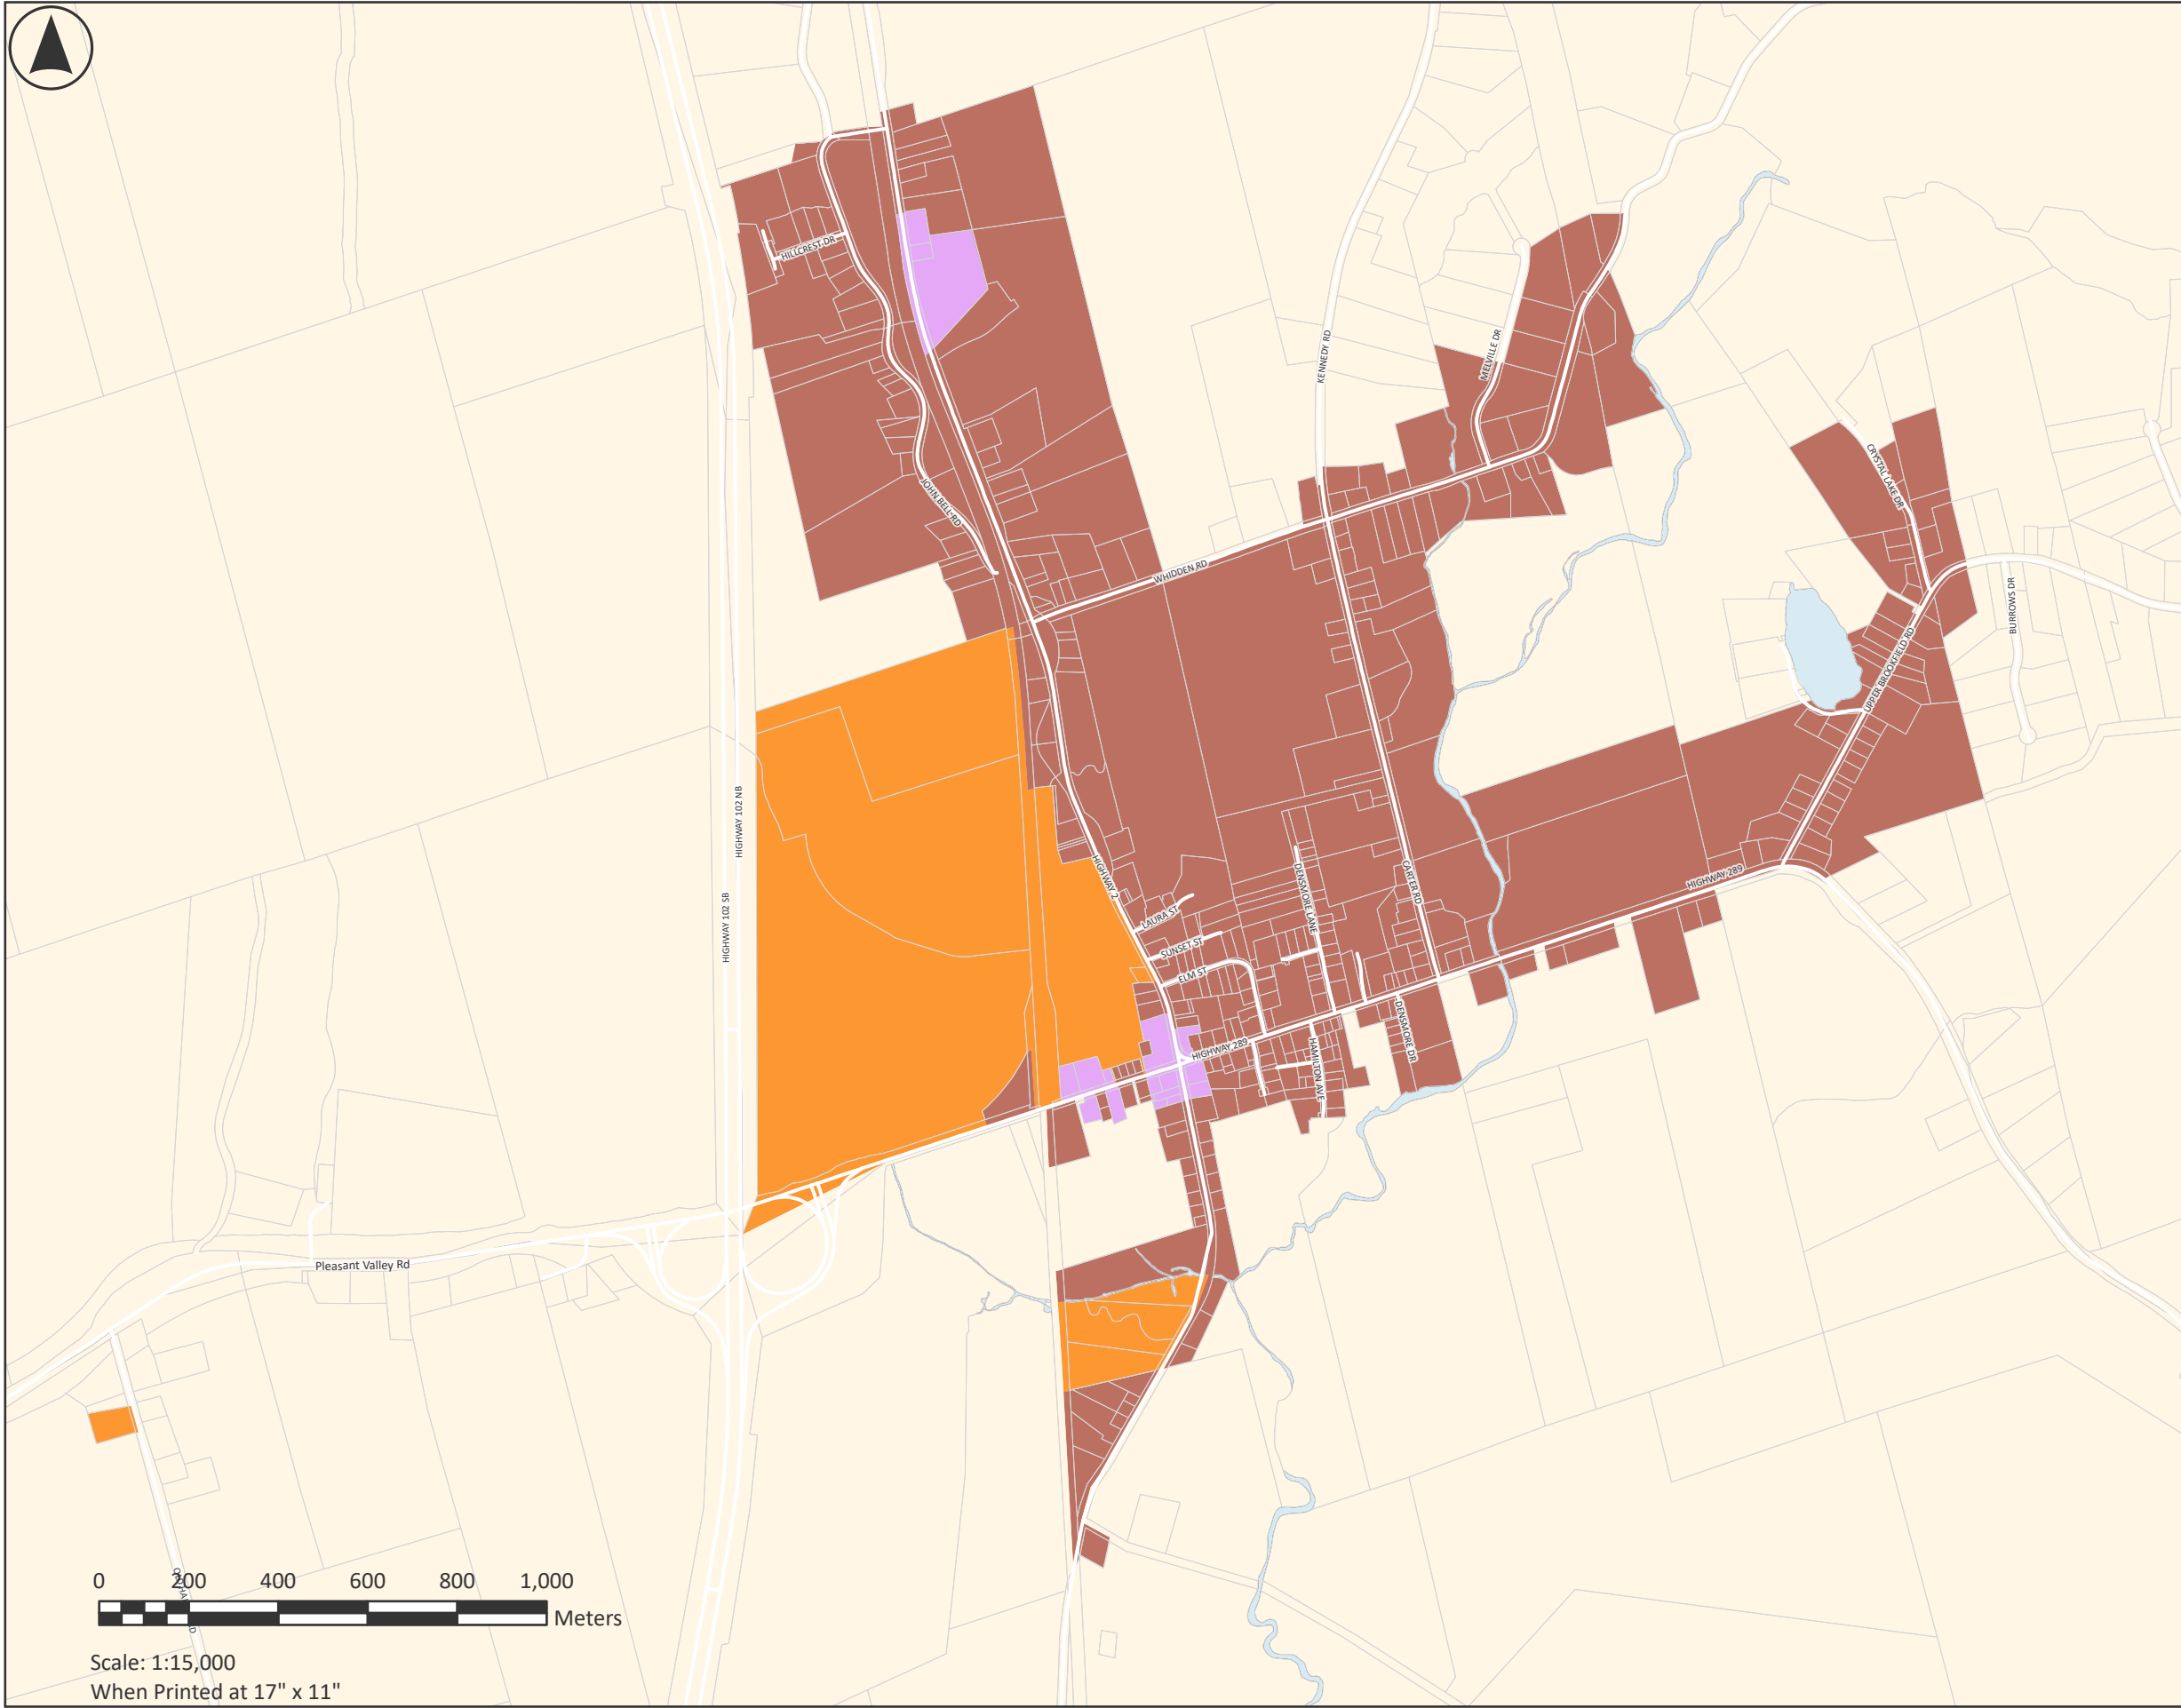 HILLCREST DR
KENNEDY RD
MELVILLE DR
CRYSTAL LAKE DR
JOHN BELL RD
WHIDDEN RD
BURROWS DR
UPPER BROOKFIELD RD
HIGHWAY 102 NB
HIGHWAY 2
HIGHWAY 102 SB
DENSMORE LANE
CARTER RD
HIGHWAY 289
LAURA ST
SUNSET ST
ELM ST
HIGHWAY 289
DENSMORE DR
HAMILTON AVE
Pleasant Valley Rd
0 200 400 600 800 1,000
Meters
Scale: 1:15,000
When Printed at 17" x 11"